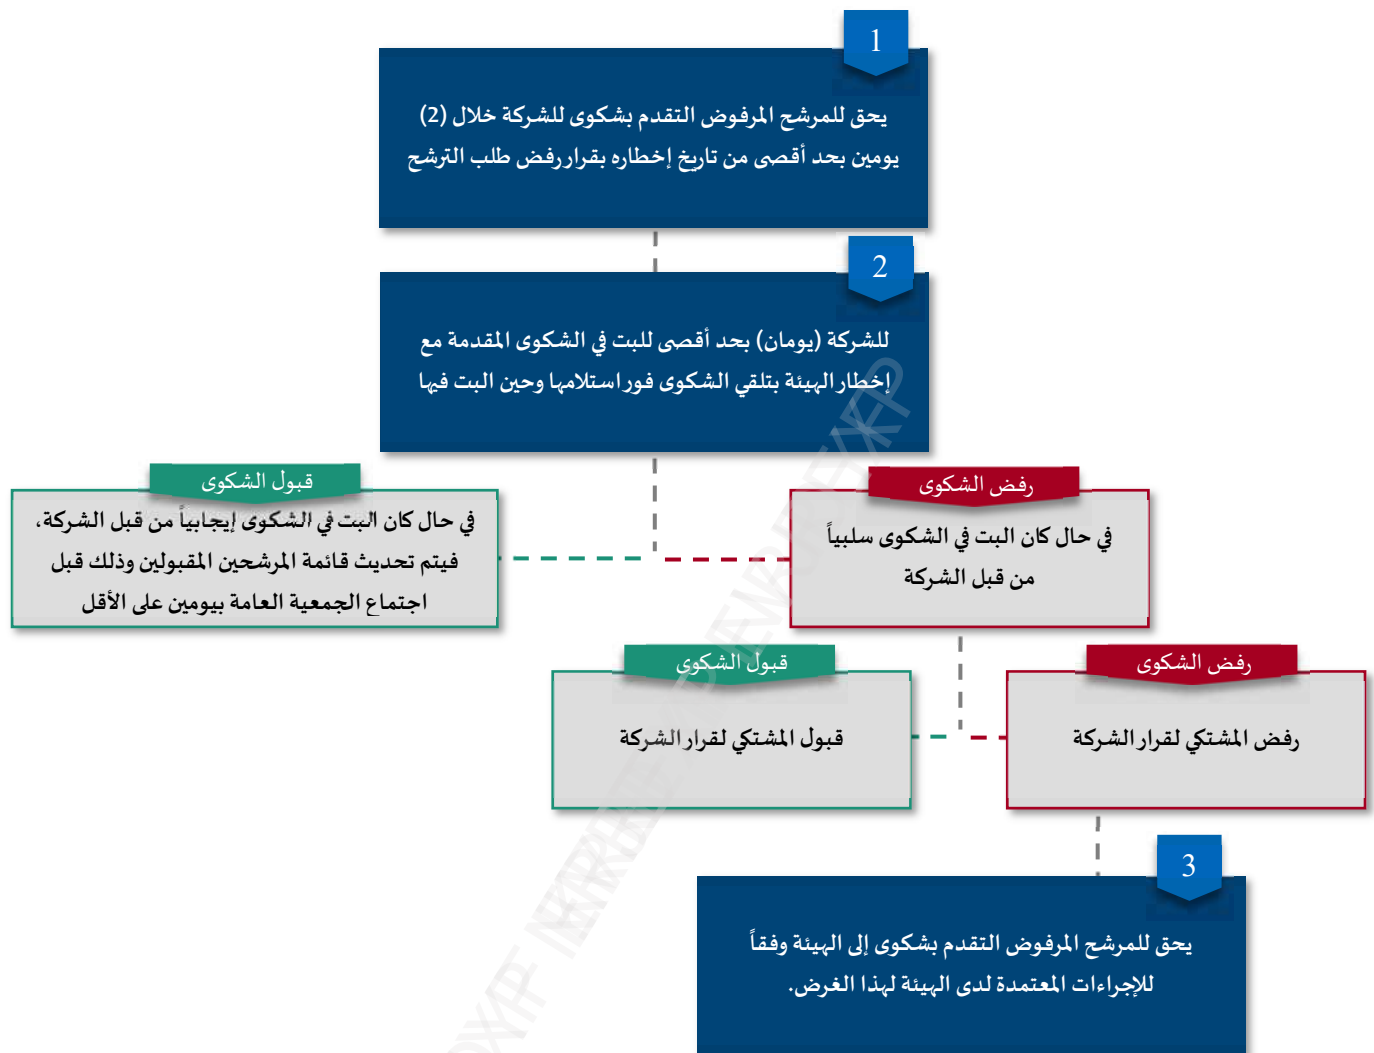 1
يحق للمرشح المرفوض التقدم بشكوى للشركة خلال (2)
يومين بحد أقصى من تاريخ إخطاره بقرار رفض طلب الترشح
2
للشركة (يومان) بحد أقصى للبت في الشكوى المقدمة مع
إخطار الهيئة بتلقي الشكوى فور استلامها وحين البت فيها
رفض الشكوى
في حال كان البت في الشكوى سلبياً
من قبل الشركة
قبول الشكوى
في حال كان البت في الشكوى إيجابياً من قبل الشركة،
فيتم تحديث قائمة المرشحين المقبولين وذلك قبل
اجتماع الجمعية العامة بيومين على الأقل
رفض الشكوى
رفض المشتكي لقرار الشركة
قبول الشكوى
قبول المشتكي لقرار الشركة
3
يحق للمرشح المرفوض التقدم بشكوى إلى الهيئة وفقاً
للإجراءات المعتمدة لدى الهيئة لهذا الغرض.